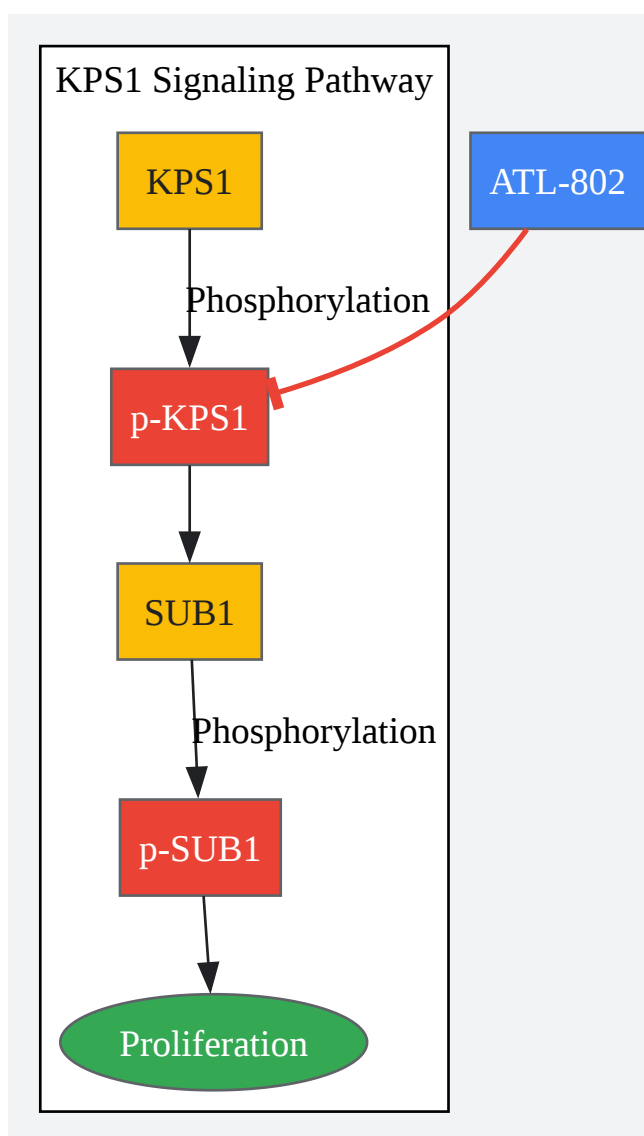 KPS1 Signaling Pathway
KPS1
ATL-802
Phosphorylation
p-KPS1
SUB1
Phosphorylation
p-SUB1
Proliferation